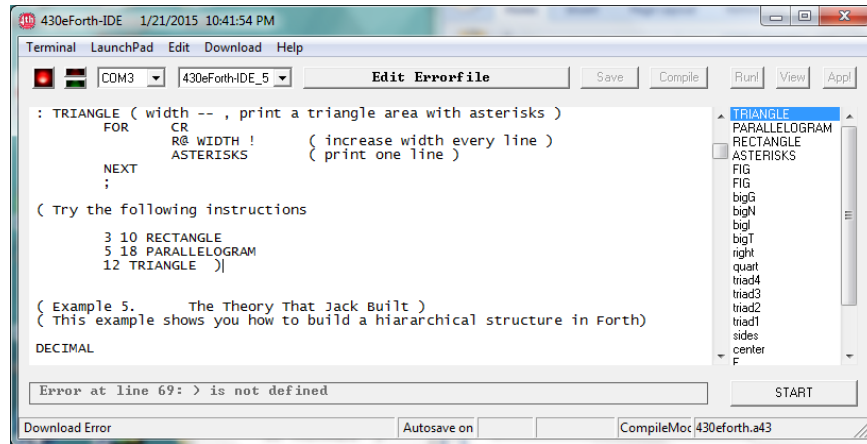 430eForth-IDE 1/21/2015 10:41:54 PM
Terminal LaunchPad Edit Download Help
COM3 430eForth-IDE_5 Edit Errorfile Save Compile Run! View Appl
: TRIANGLE ( width -- , print a triangle area with asterisks )
FOR CR
R@ WIDTH ! ( increase width every line )
ASTERISKS ( print one line )
NEXT
;
( Try the following instructions
3 10 RECTANGLE
5 18 PARALLELOGRAM
12 TRIANGLE )
( Example 5. The Theory That Jack Built )
( This example shows you how to build a hiararchical structure in Forth)
DECIMAL
TRIANGLE
PARALLELOGRAM
RECTANGLE
ASTERISKS
FIG
FIG
bigG
bigN
bigI
bigT
right
quart
triad4
triad3
triad2
triad1
sides
center
Error at line 69: ) is not defined
START
Download Error Autosave on CompileMoc 430eforth.a43